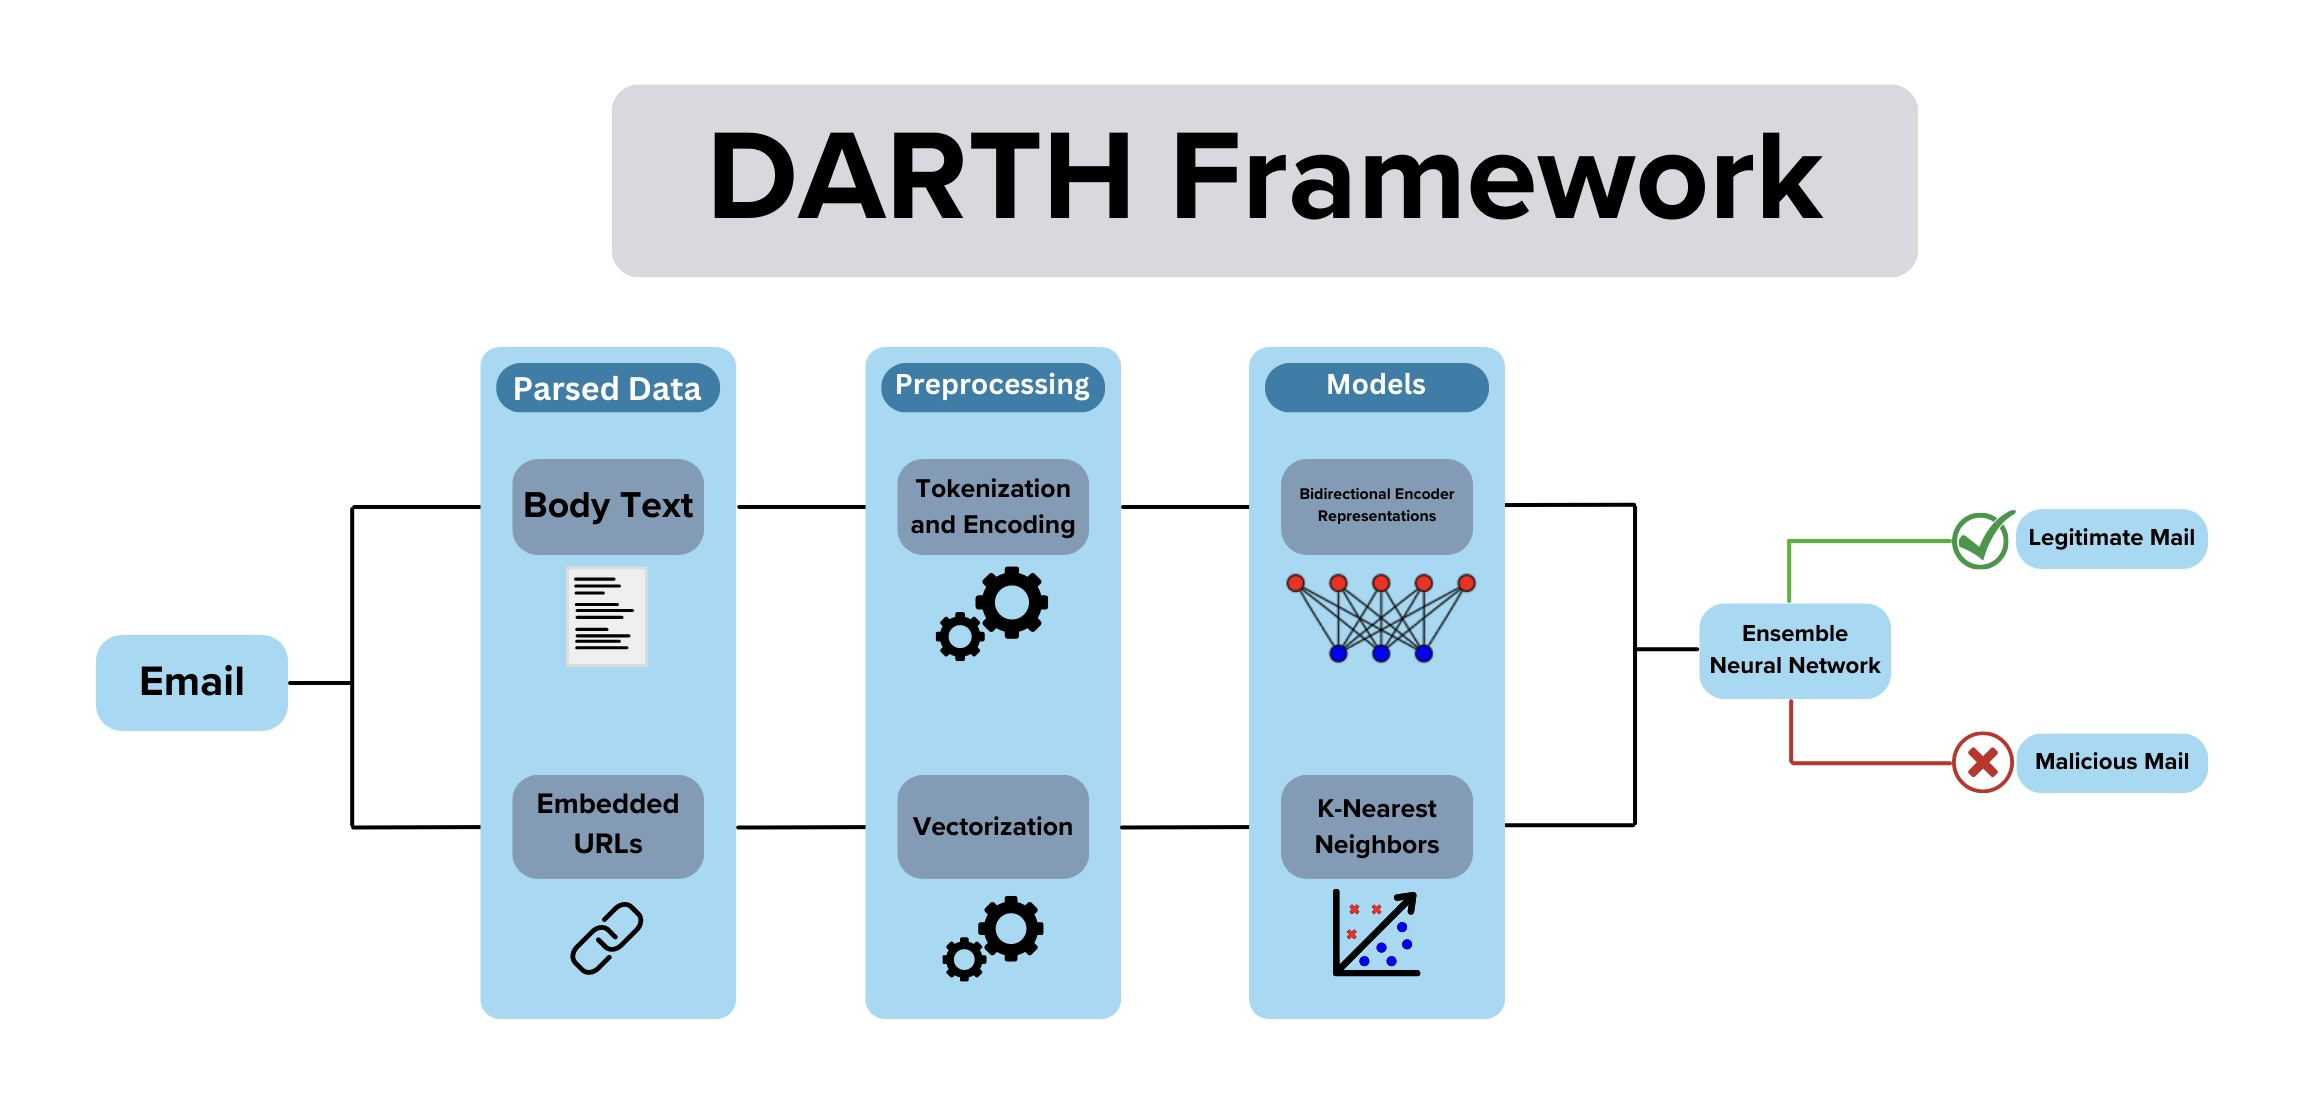 DARTH Framework
Parsed Data
Preprocessing
Models
Body Text
Tokenization
and Encoding
Bidirectional Encoder
Representations
Legitimate Mail
Email
Ensemble
Neural Network
Malicious Mail
Embedded
URLs
Vectorization
K-Nearest
Neighbors